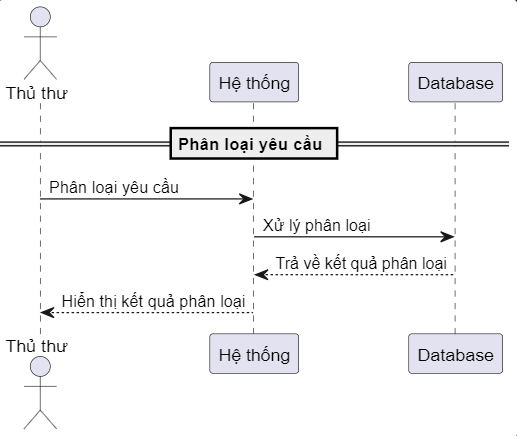 Thủ thư
Hệ thống
Database
Phân loại yêu cầu
Phân loại yêu cầu
Xử lý phân loại
Trả về kết quả phân loại
Hiển thị kết quả phân loại
Thủ thư
Hệ thống
Database